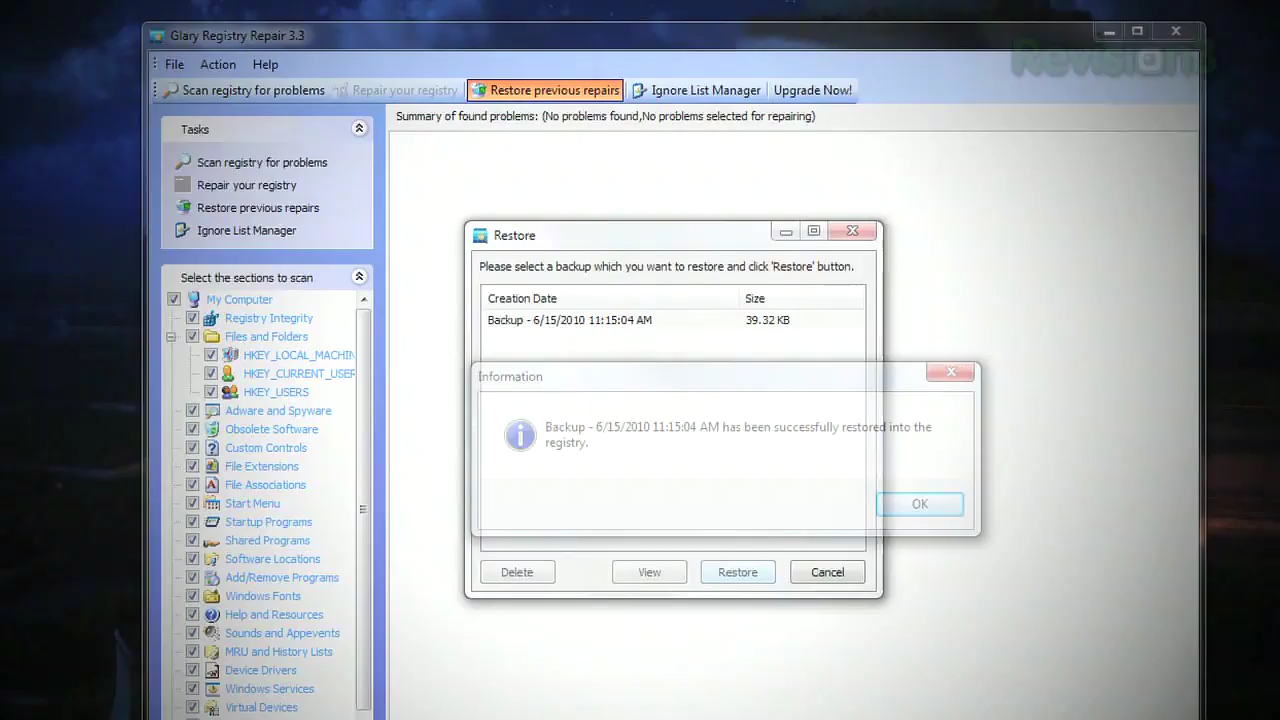 Glary Registry Repair 3.3
Revision3
File Action Help
Scan registry for problems Repair your registry Restore previous repairs Ignore List Manager Upgrade Now!
Tasks
Scan registry for problems
Repair your registry
Restore previous repairs
Ignore List Manager
Select the sections to scan
My Computer
Registry Integrity
Files and Folders
HKEY_LOCAL_MACHIN
HKEY_CURRENT_USER
HKEY_USERS
Adware and Spyware
Obsolete Software
Custom Controls
File Extensions
File Associations
Start Menu
Startup Programs
Shared Programs
Software Locations
Add/Remove Programs
Windows Fonts
Help and Resources
Sounds and Appevents
MRU and History Lists
Device Drivers
Windows Services
Virtual Devices
Summary of found problems: (No problems found,No problems selected for repairing)
Restore
Please select a backup which you want to restore and click 'Restore' button.
Creation Date Size
Backup - 6/15/2010 11:15:04 AM 39.32 KB
Information
Backup - 6/15/2010 11:15:04 AM has been successfully restored into the
registry.
OK
Delete View Restore Cancel